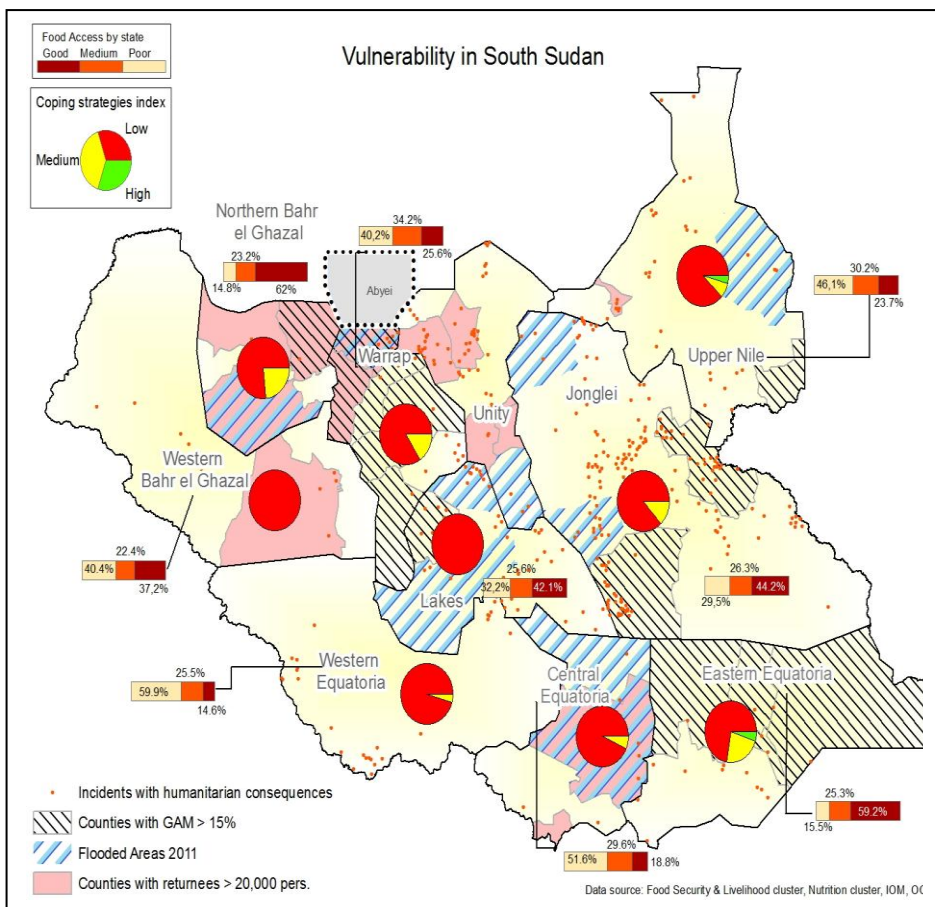 Food Access by state
Good Medium Poor
Vulnerability in South Sudan
Coping strategies index
Low
Medium
High
Northern Bahr
el Ghazal
23.2%
14.8% 62%
34.2%
40,2%
25.6%
Abyei
Warrap
Unity
Jonglei
Upper Nile
30.2%
46,1%
23.7%
Western
Bahr el Ghazal
22.4%
40.4%
37,2%
Lakes
25.6%
32,2% 42.1%
26.3%
44.2%
29,5%
Western
Equatoria
25.5%
59.9%
14.6%
Central
Equatoria
Eastern Equatoria
25.3%
59.2%
15.5%
29.6%
51.6%
18.8%
Incidents with humanitarian consequences
Counties with GAM > 15%
Flooded Areas 2011
Counties with returnees > 20,000 pers.
Data source: Food Security & Livelihood cluster, Nutrition cluster, IOM, OC